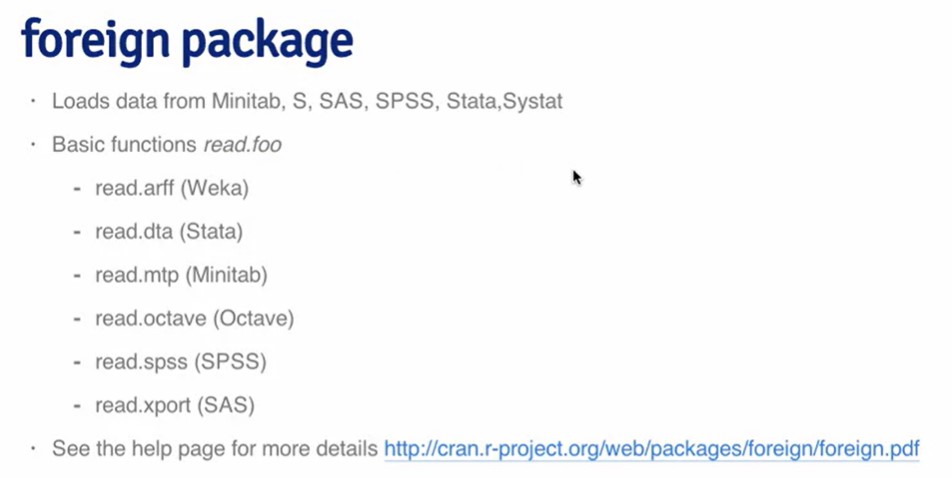 foreign package
· Loads data from Minitab, S, SAS, SPSS, Stata,Systat
· Basic functions read.foo
- read.arff (Weka)
- read.dta (Stata)
- read.mtp (Minitab)
- read.octave (Octave)
- read.spss (SPSS)
- read.xport (SAS)
· See the help page for more details http://cran.r-project.org/web/packages/foreign/foreign.pdf